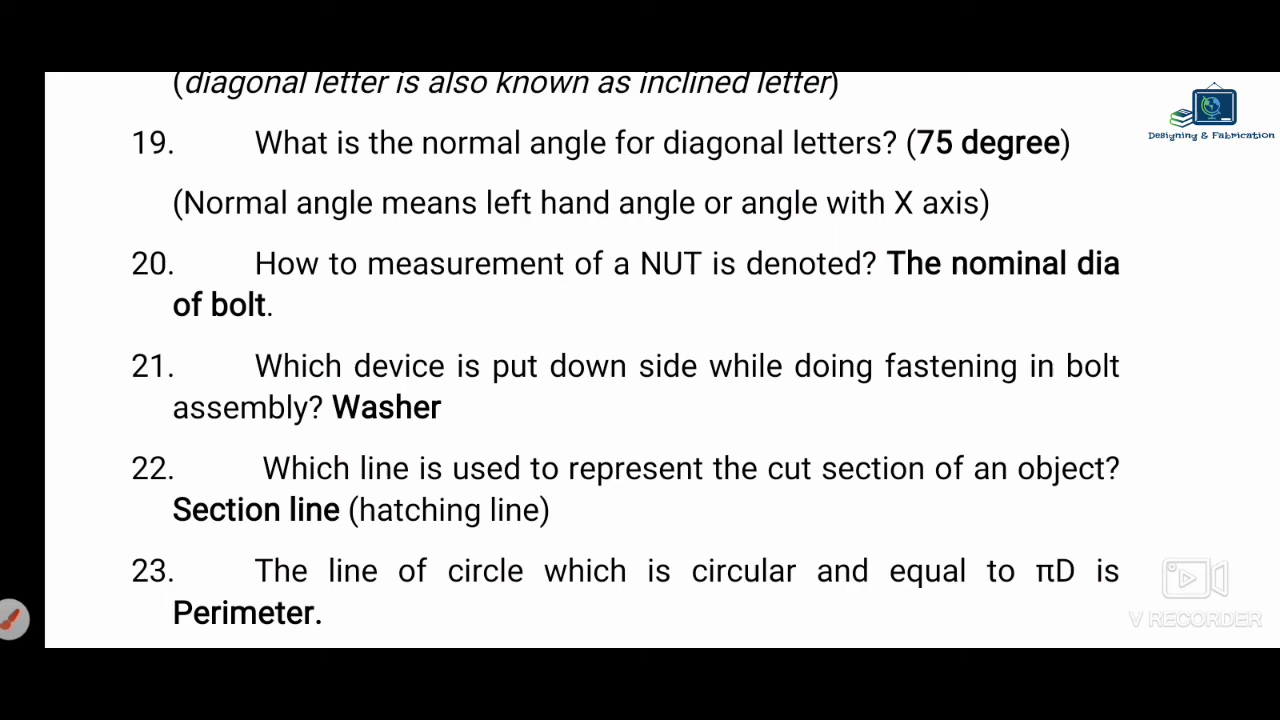 (diagonal letter is also known as inclined letter)
Designing & Fabrication
19. What is the normal angle for diagonal letters? (75 degree)
(Normal angle means left hand angle or angle with X axis)
20. How to measurement of a NUT is denoted? The nominal dia
of bolt.
21. Which device is put down side while doing fastening in bolt
assembly? Washer
22. Which line is used to represent the cut section of an object?
Section line (hatching line)
23. The line of circle which is circular and equal to πD is
Perimeter.
V RECORDER